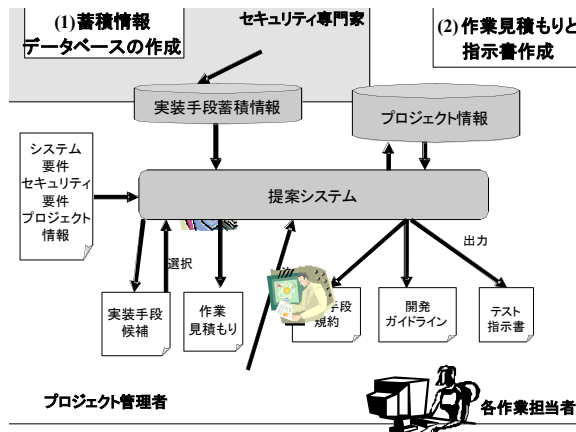 (1)蓄積情報
データベースの作成
セキュリティ専門家
(2)作業見積もりと
指示書作成
実装手段蓄積情報
プロジェクト情報
システム
要件
セキュリティ
要件
プロジェクト
情報
提案システム
選択
出力
実装手段
候補
作業
見積もり
手段
規約
開発
ガイドライン
テスト
指示書
プロジェクト管理者
各作業担当者